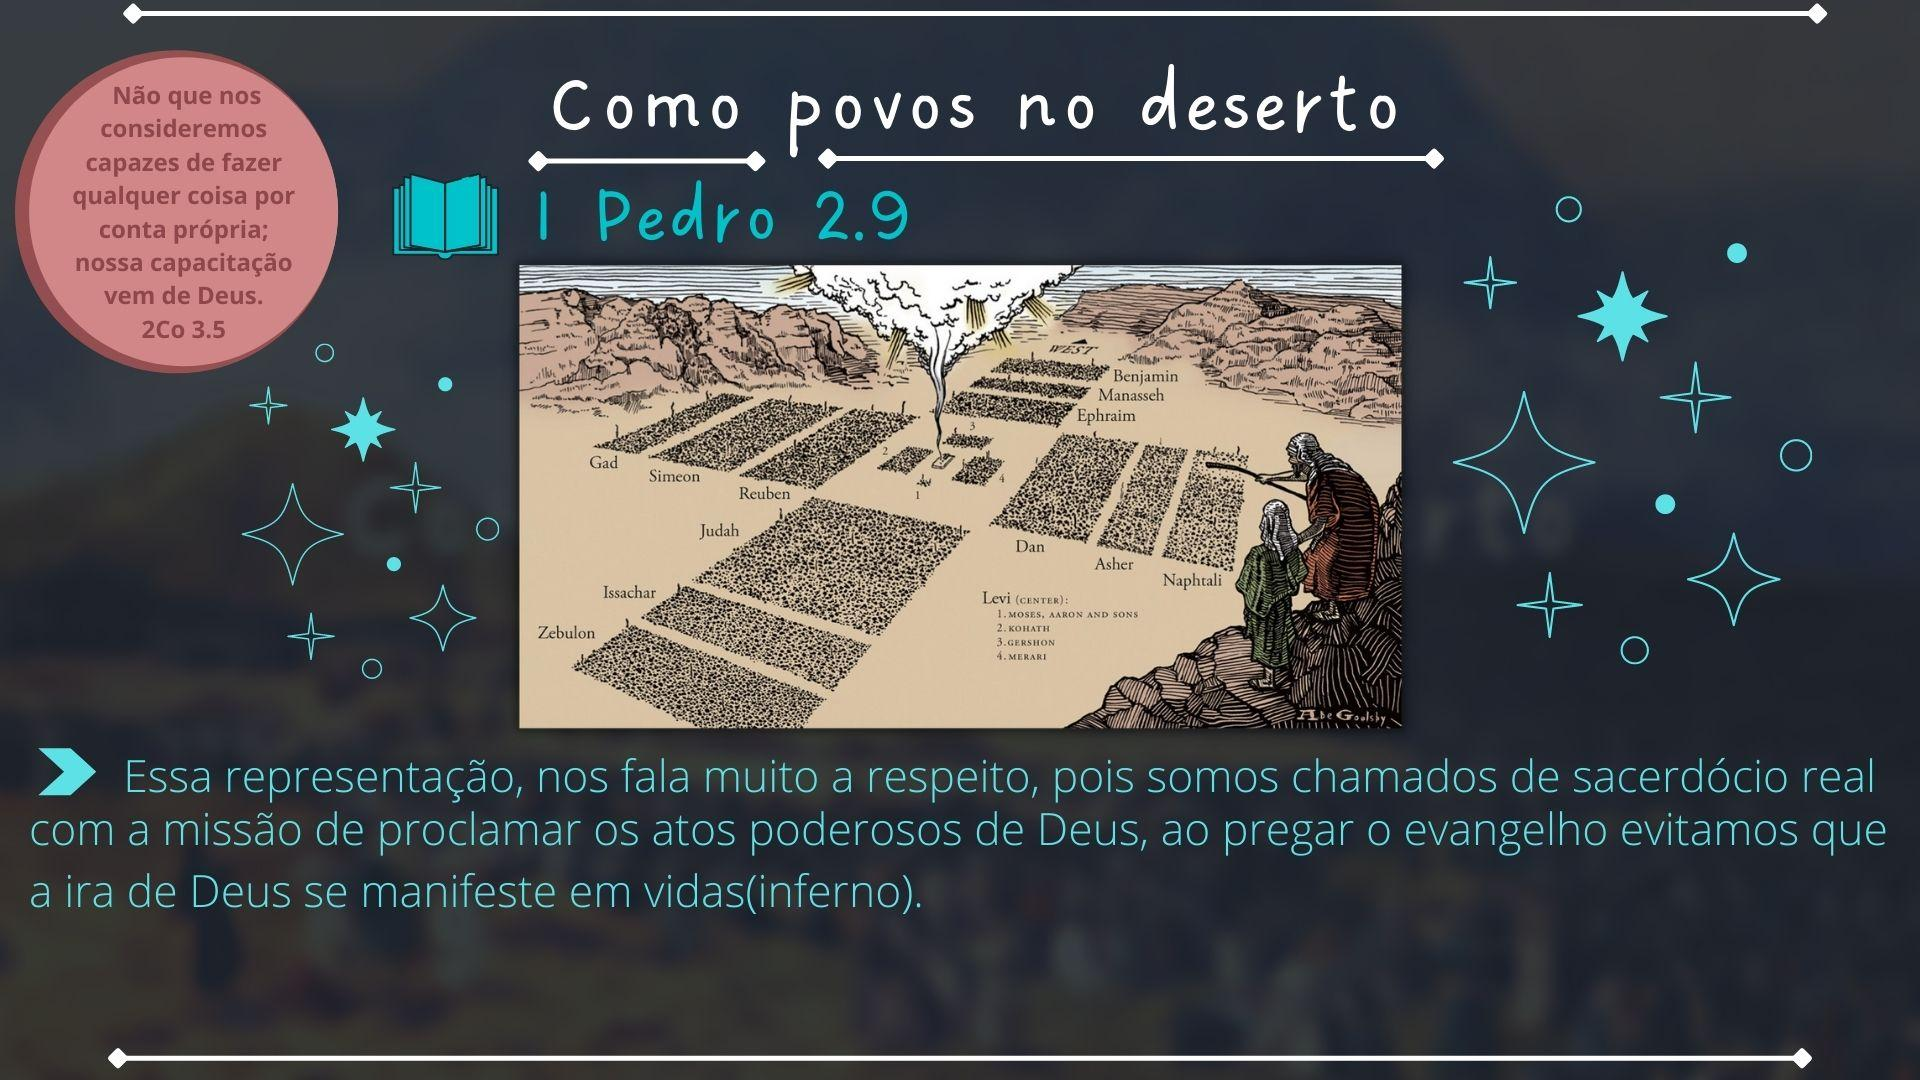 Não que nos
consideremos
capazes de fazer
qualquer coisa por
conta própria;
nossa capacitação
vem de Deus.
2Co 3.5
Como povos no deserto
1 Pedro 2.9
WEST
Benjamin
Manasseh
Ephraim
Gad
Simeon
Reuben
3
2
4
1
Judah
Dan
Asher
Naphtali
Issachar
Zebulon
Levi (CENTER):
1. MOSES, AARON AND SONS
2. KOHATH
3. GERSHON
4. MERARI
Abe Goolsby
Essa representação, nos fala muito a respeito, pois somos chamados de sacerdócio real
com a missão de proclamar os atos poderosos de Deus, ao pregar o evangelho evitamos que
a ira de Deus se manifeste em vidas(inferno).